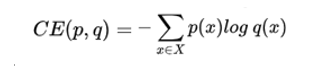 CE(p, q) = − ∑ p(x)log q(x)
x∈X